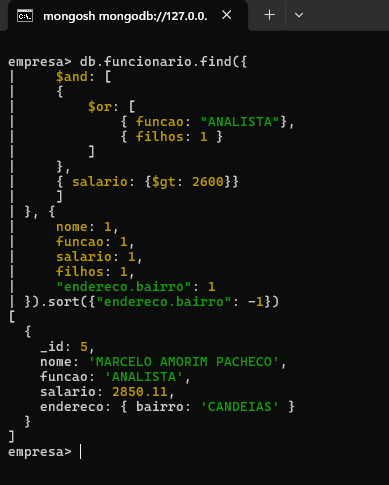 mongosh mongodb://127.0.0.
empresa> db.funcionario.find({
|     $and: [
|     {
|         $or: [
|             { funcao: "ANALISTA"},
|             { filhos: 1 }
|         ]
|     },
|     { salario: {$gt: 2600}}
|     ]
| }, {
|     nome: 1,
|     funcao: 1,
|     salario: 1,
|     filhos: 1,
|     "endereco.bairro": 1
| }).sort({"endereco.bairro": -1})
[
  {
    _id: 5,
    nome: 'MARCELO AMORIM PACHECO',
    funcao: 'ANALISTA',
    salario: 2850.11,
    endereco: { bairro: 'CANDEIAS' }
  }
]
empresa>